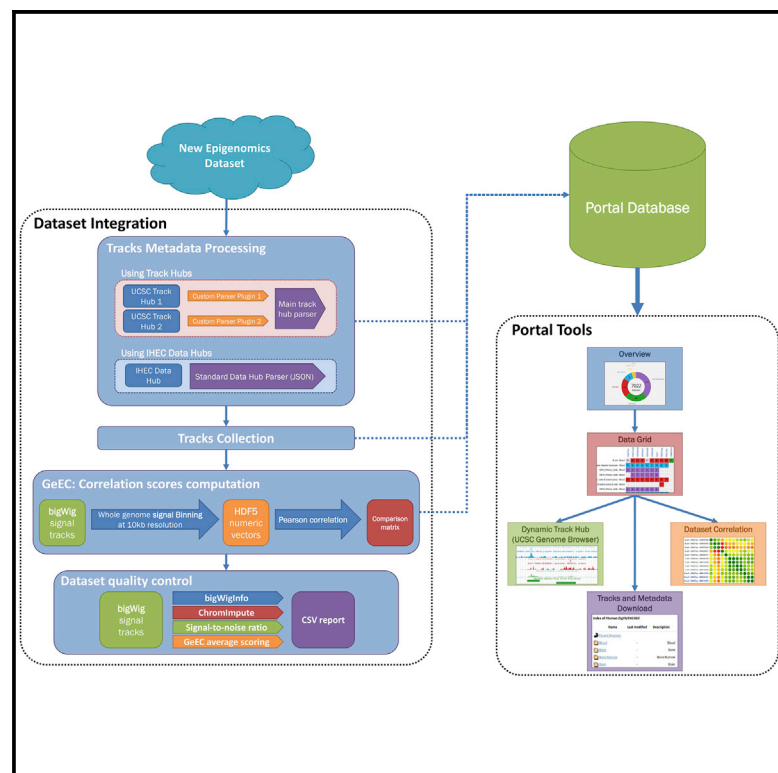 New Epigenomics
Dataset
Dataset Integration
Tracks Metadata Processing
Using Track Hubs
UCSC Track
Hub 1
Custom Parser Plugin 1
UCSC Track
Hub 2
Custom Parser Plugin 2
Main track
hub parser
Using IHEC Data Hubs
IHEC Data
Hub
Standard Data Hub Parser (JSON)
Tracks Collection
GeEC: Correlation scores computation
bigWig
signal
tracks
Whole genome signal Binning
at 10kb resolution
HDF5
numeric
vectors
Pearson correlation
Comparison
matrix
Dataset quality control
bigWig
signal
tracks
bigWigInfo
ChromImpute
Signal-to-noise ratio
GeEC average scoring
CSV report
Portal Database
Portal Tools
Overview
7022
Data Grid
Dynamic Track Hub
(UCSC Genome Browser)
Dataset Correlation
Tracks and Metadata
Download
Name Last modified Description